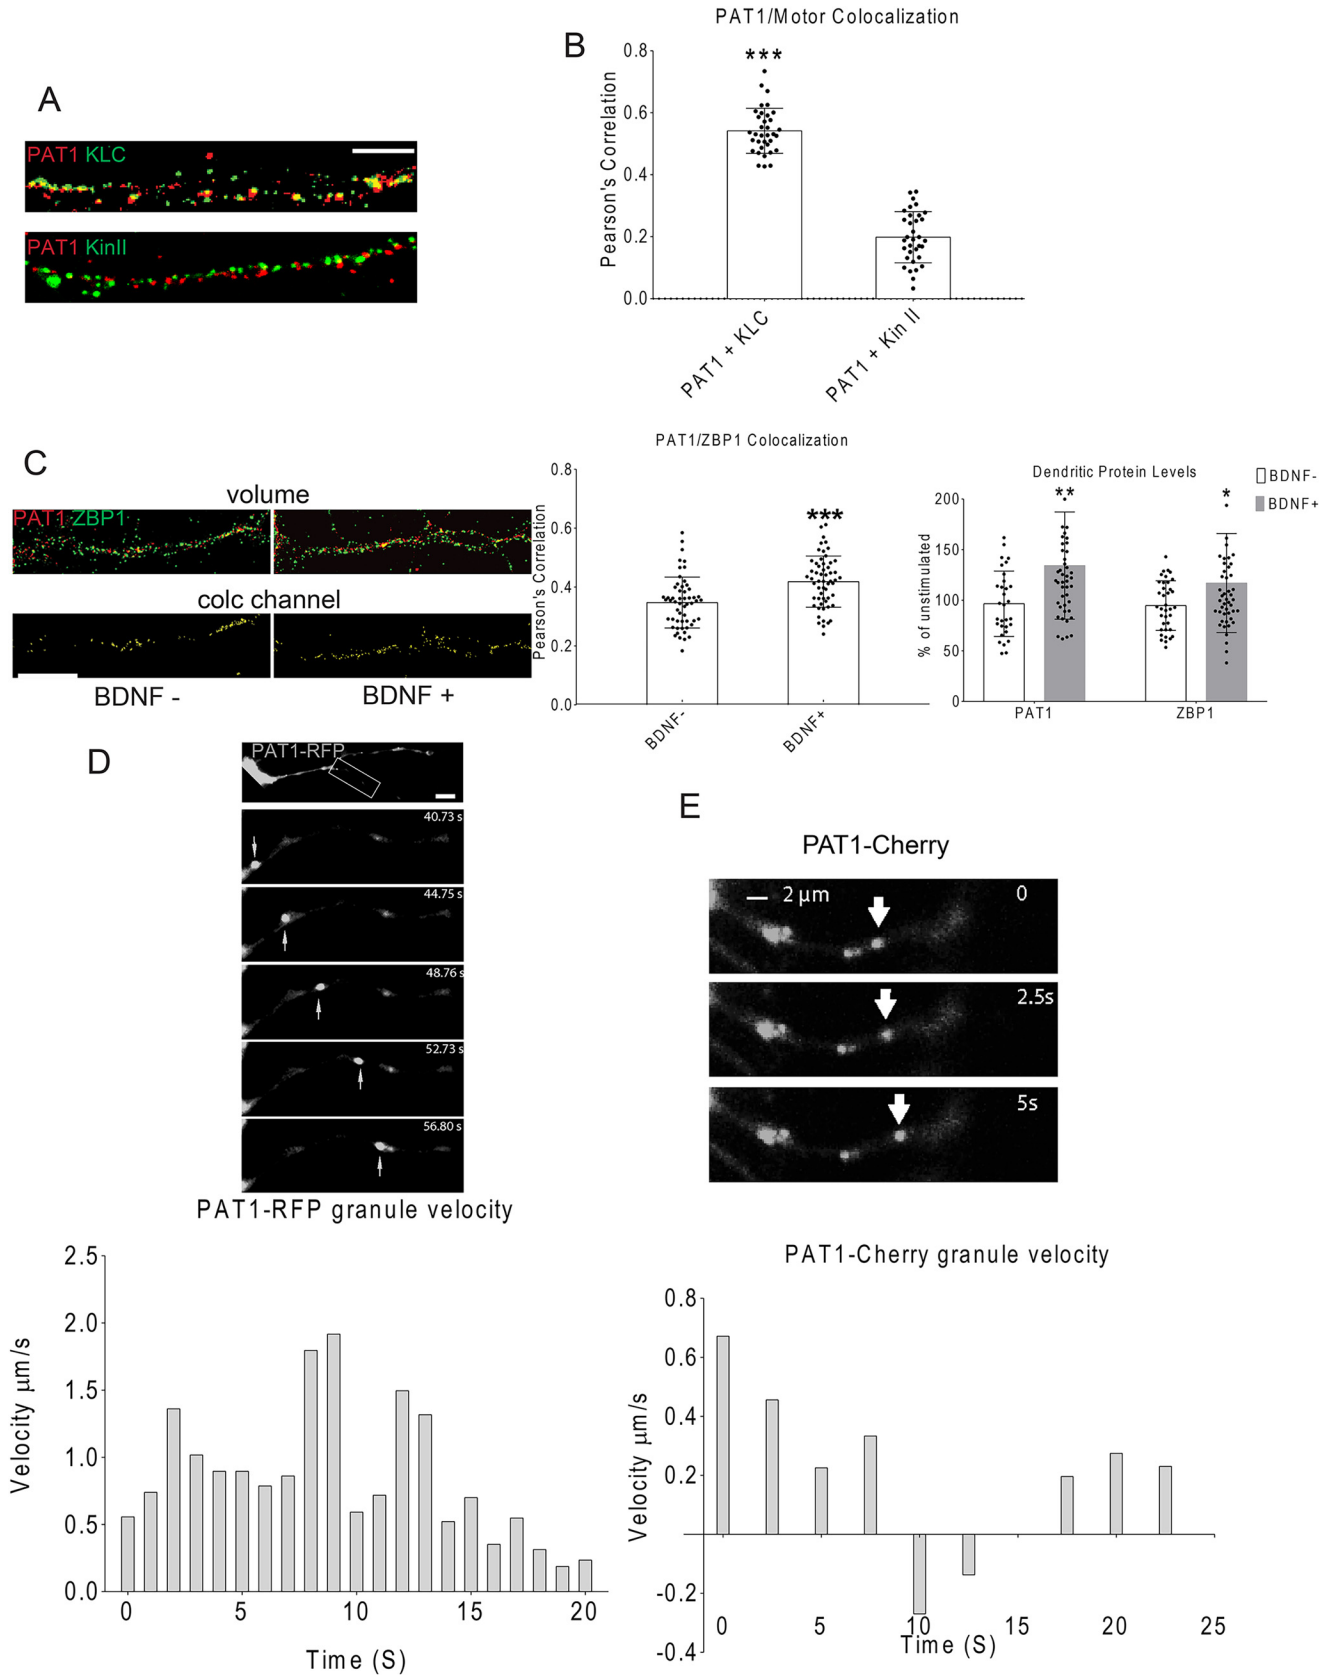 A
PAT1 KLC
PAT1 KinII
B
PAT1/Motor Colocalization
***
Pearson's Correlation
0.8
0.6
0.4
0.2
0.0
PAT1 + KLC
PAT1 + Kin II
C
volume
PAT1 ZBP1
colc channel
BDNF -
BDNF +
PAT1/ZBP1 Colocalization
***
Pearson's Correlation
0.8
0.6
0.4
0.2
0.0
BDNF-
BDNF+
Dendritic Protein Levels
BDNF-
BDNF+
**
*
% of unstimulated
200
150
100
50
0
PAT1
ZBP1
D
PAT1-RFP
40.73 s
44.75 s
48.76 s
52.73 s
56.80 s
PAT1-RFP granule velocity
Velocity μm/s
2.5
2.0
1.5
1.0
0.5
0.0
0 5 10 15 20
Time (S)
E
PAT1-Cherry
2 μm
0
2.5s
5s
PAT1-Cherry granule velocity
Velocity μm/s
0.8
0.6
0.4
0.2
-0.2
-0.4
0 5 10 15 20 25
Time (S)